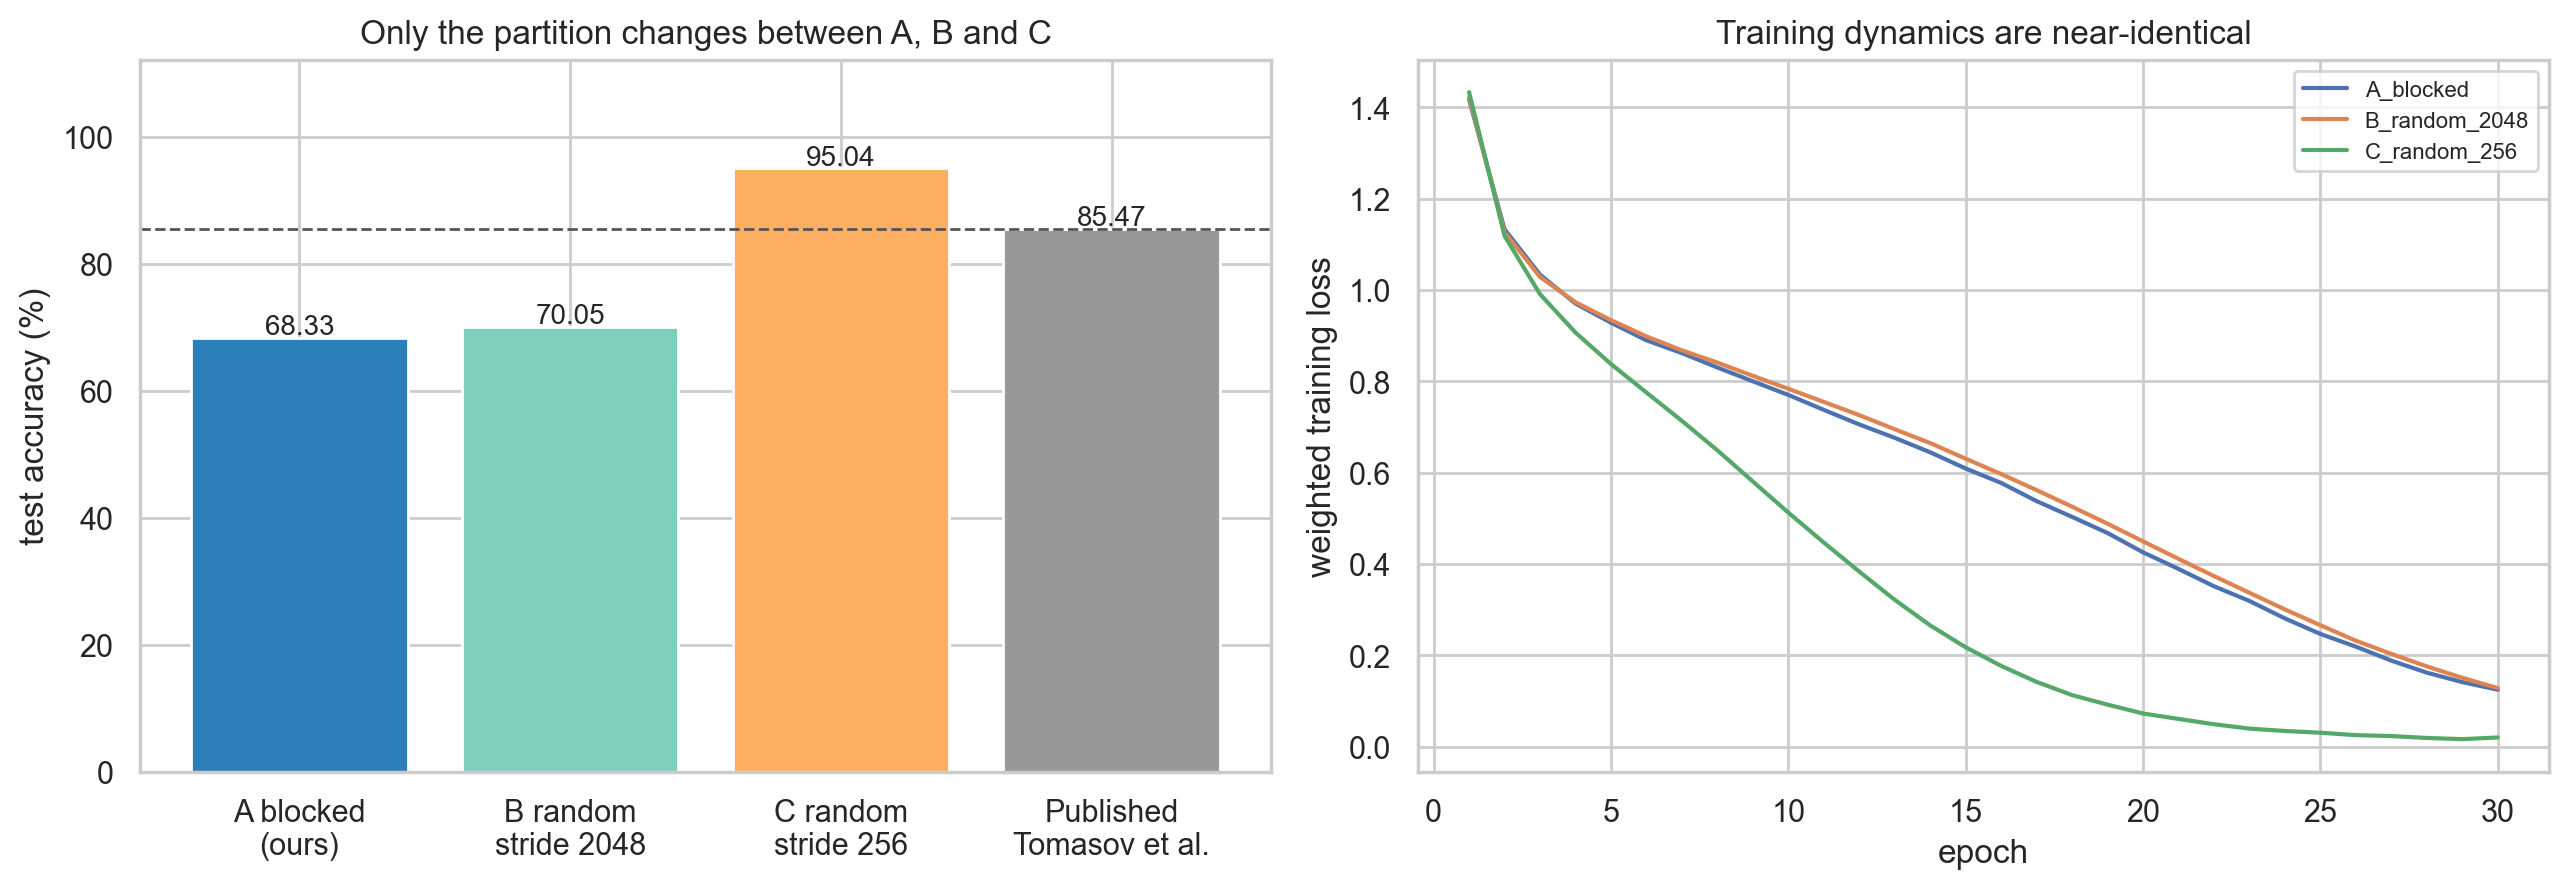 Only the partition changes between A, B and C
test accuracy (%)
100
80
60
40
20
0
68.33
70.05
95.04
85.47
A blocked
(ours)
B random
stride 2048
C random
stride 256
Published
Tomasov et al.
Training dynamics are near-identical
weighted training loss
1.4
1.2
1.0
0.8
0.6
0.4
0.2
0.0
A_blocked
B_random_2048
C_random_256
0
5
10
15
20
25
30
epoch